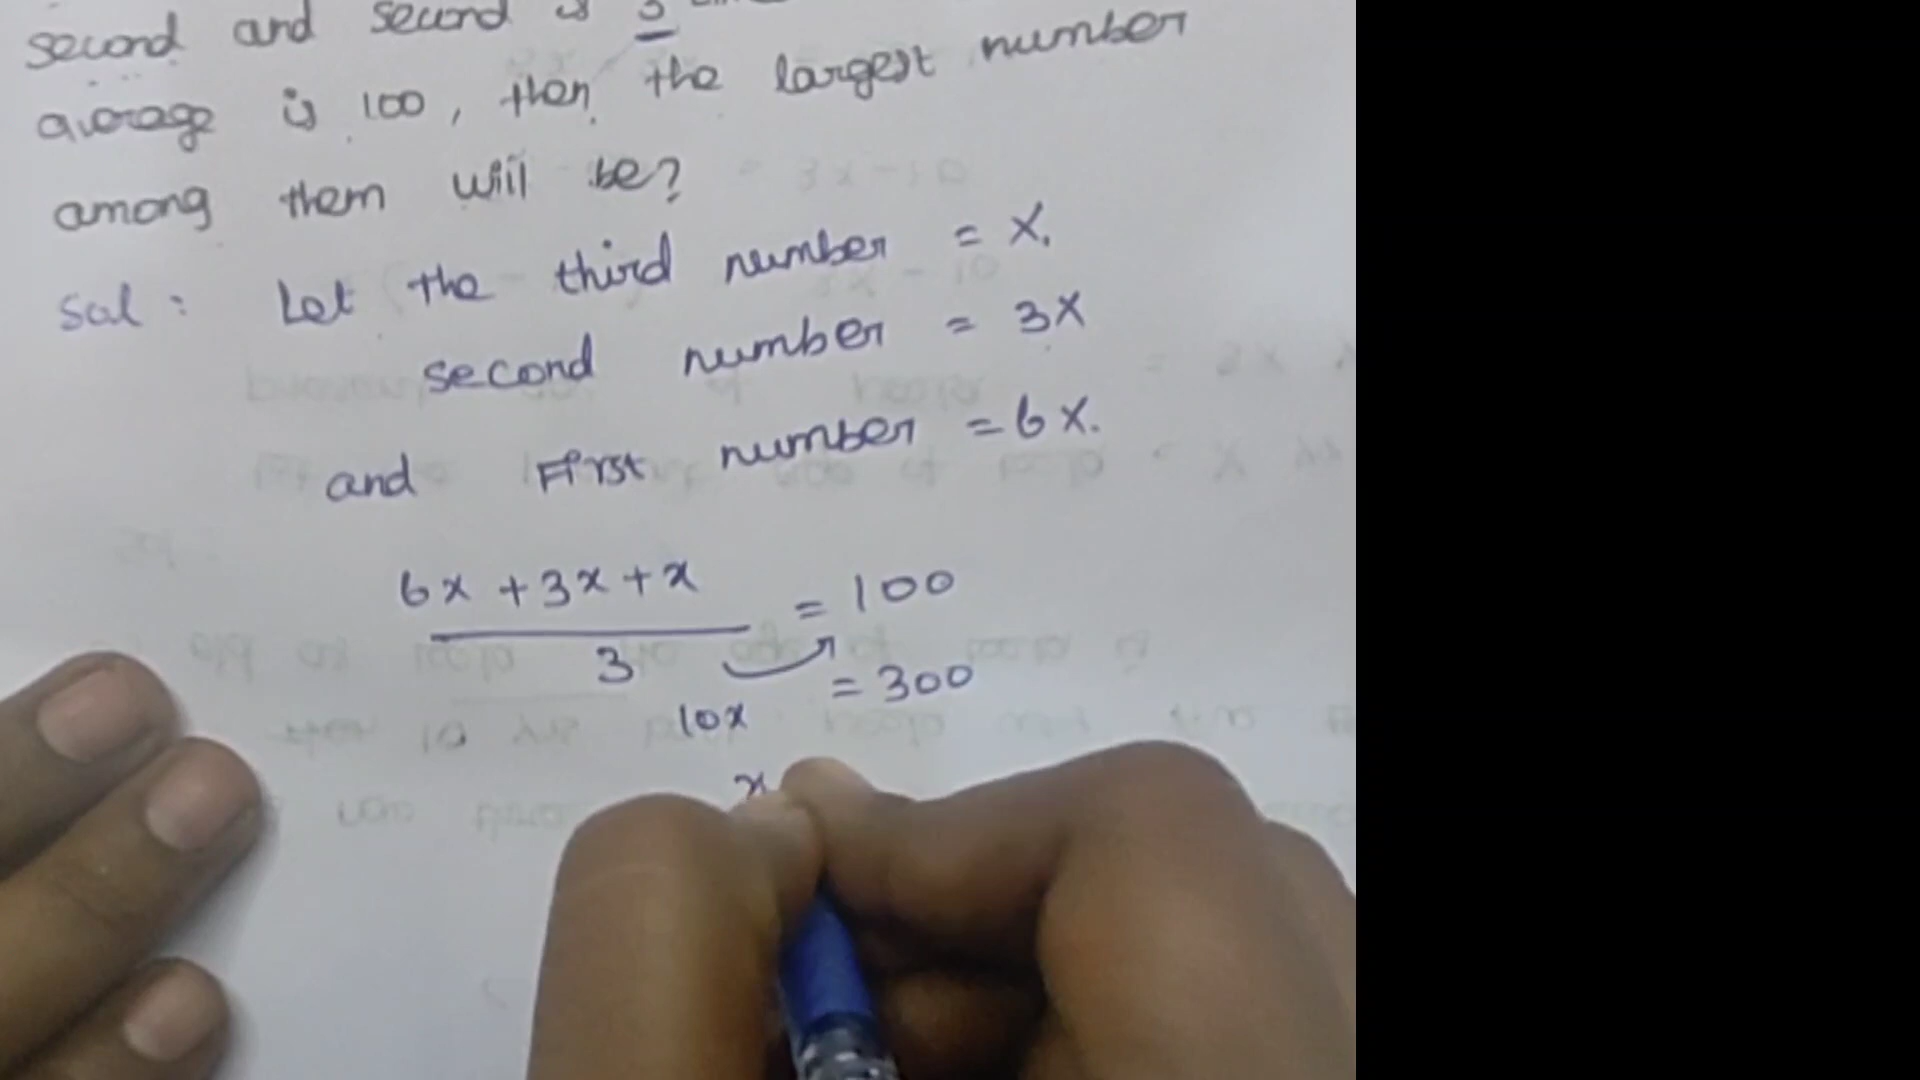 second and second is 3
average is 100, then the largest number
among them will be?
Sol: Let the third number = x.
second number = 3x
and First number = 6x.
6x + 3x + x
3
= 100
10x = 300
x